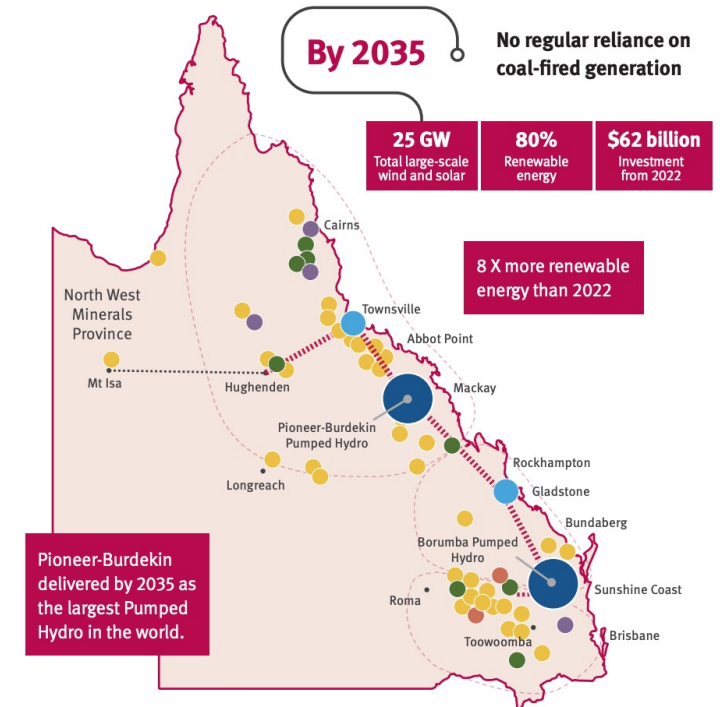 By 2035
No regular reliance on
coal-fired generation
25 GW
Total large-scale
wind and solar
80%
Renewable
energy
$62 billion
Investment
from 2022
8 X more renewable
energy than 2022
Cairns
North West
Minerals
Province
Townsville
Abbot Point
Mt Isa
Hughenden
Mackay
Pioneer-Burdekin
Pumped Hydro
Longreach
Rockhampton
Gladstone
Bundaberg
Borumba Pumped
Hydro
Pioneer-Burdekin
delivered by 2035 as
the largest Pumped
Hydro in the world.
Roma
Sunshine Coast
Toowoomba
Brisbane